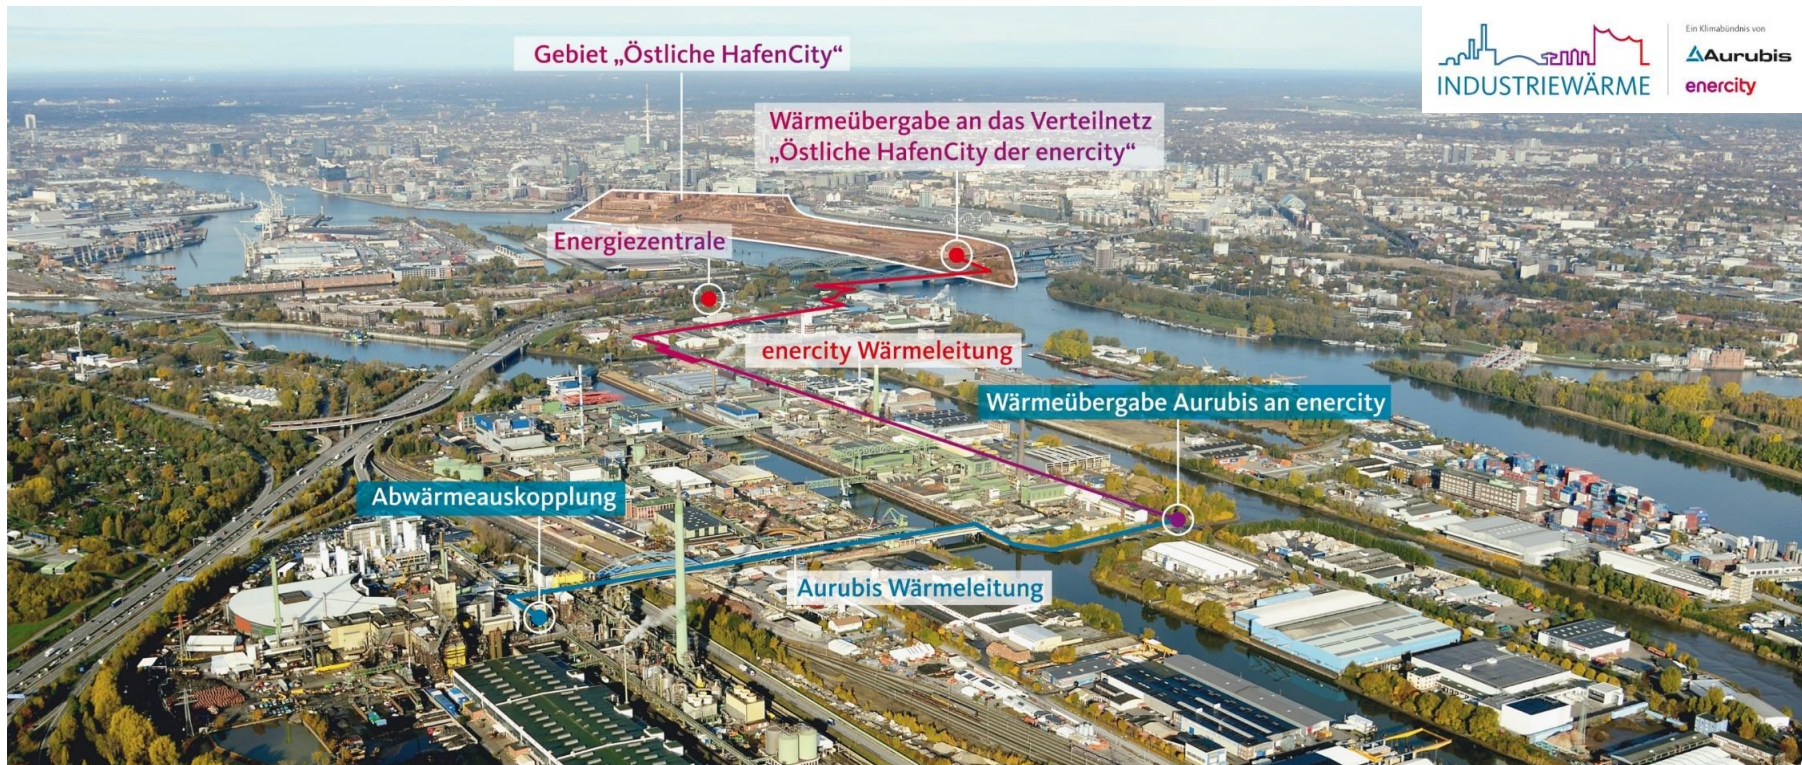 Gebiet „Östliche HafenCity“
Wärmeübergabe an das Verteilnetz
„Östliche HafenCity der enercity“
Energiezentrale
enercity Wärmeleitung
Wärmeübergabe Aurubis an enercity
Abwärmeauskopplung
Aurubis Wärmeleitung
INDUSTRIEWÄRME
Ein Klimabündnis von
Aurubis
enercity